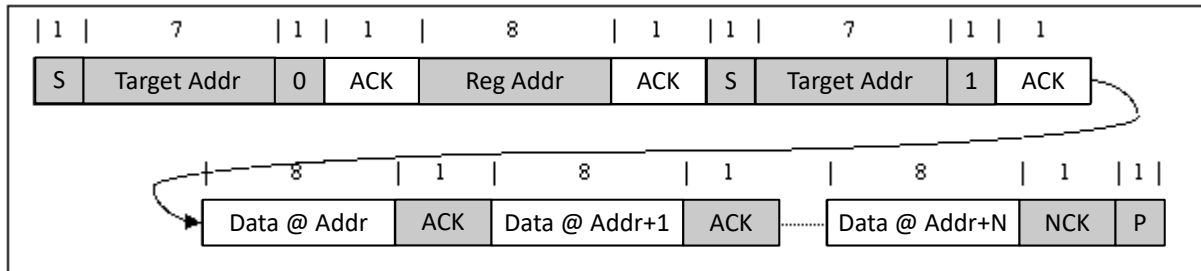 | 1 | 7 | 1 | 1 | 8 | 1 | 1 | 7 | 1 | 1
S Target Addr 0 ACK Reg Addr ACK S Target Addr 1 ACK
| 8 | 1 | 8 | 1 | 8 | 1 | 1 |
Data @ Addr ACK Data @ Addr+1 ACK Data @ Addr+N NCK P